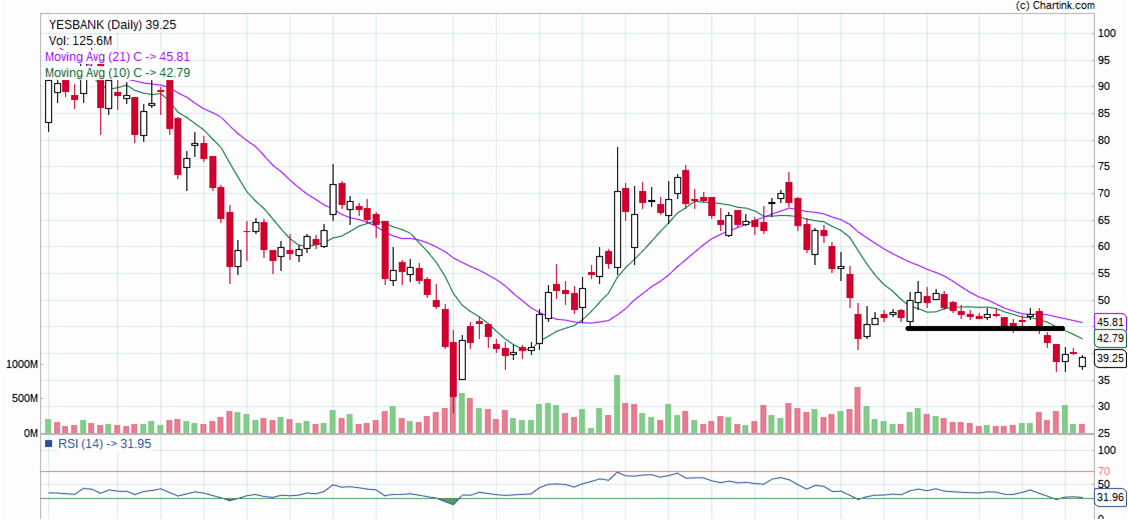 (c) Chartink.com
YESBANK (Daily) 39.25
Vol: 125.6M
Moving Avg (21) C -> 45.81
Moving Avg (10) C -> 42.79
100
95
90
85
80
75
70
65
60
55
50
45.81
42.79
39.25
35
30
25
1000M
500M
0M
RSI (14) -> 31.95
100
70
50
31.96
0